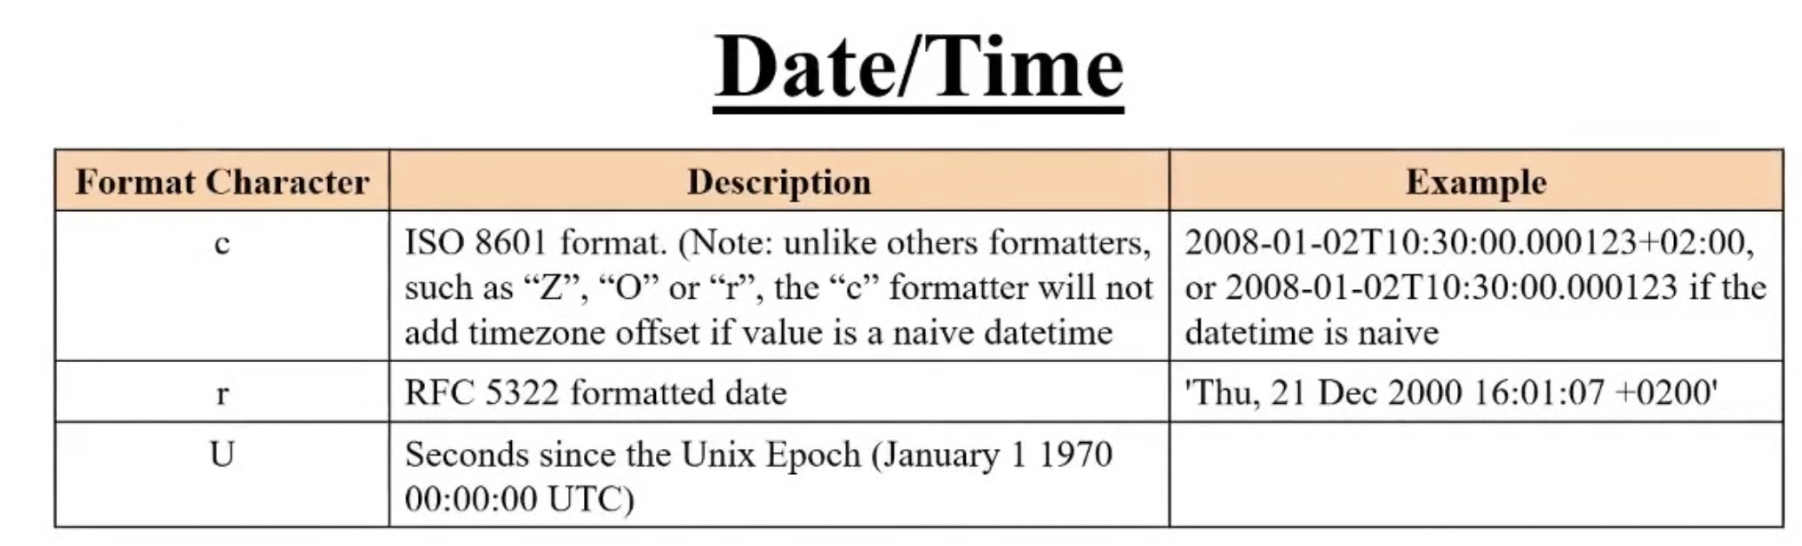 Date/Time
Format Character
Description
Example
c
ISO 8601 format. (Note: unlike others formatters,
such as “Z”, “O” or “r”, the “c” formatter will not
add timezone offset if value is a naive datetime
2008-01-02T10:30:00.000123+02:00,
or 2008-01-02T10:30:00.000123 if the
datetime is naive
r
RFC 5322 formatted date
'Thu, 21 Dec 2000 16:01:07 +0200'
U
Seconds since the Unix Epoch (January 1 1970
00:00:00 UTC)